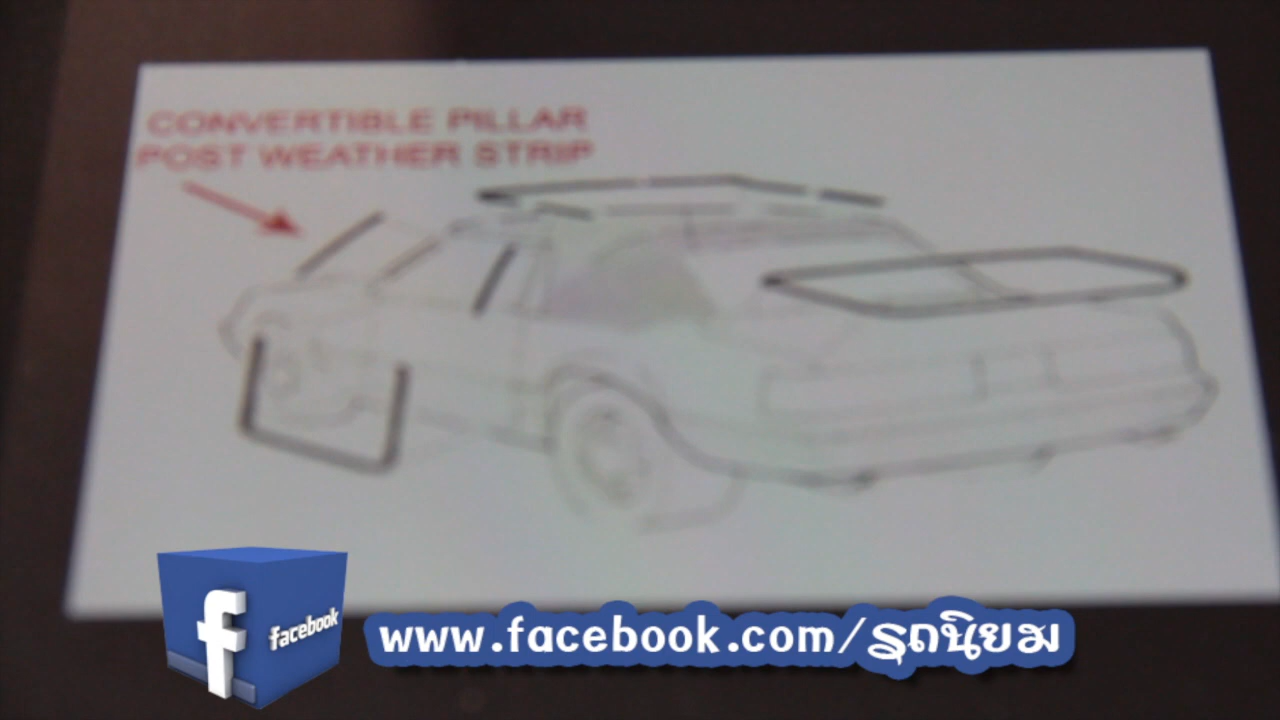 CONVERTIBLE PILLAR
POST WEATHER STRIP
facebook
www.facebook.com/รถนิยม